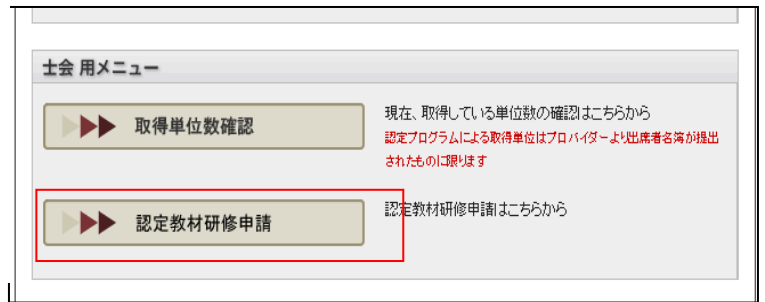 士会 用メニュー
取得単位数確認
現在、取得している単位数の確認はこちらから
認定プログラムによる取得単位はプロバイダーより出席者名簿が提出
されたものに限ります
認定教材研修申請
認定教材研修申請はこちらから